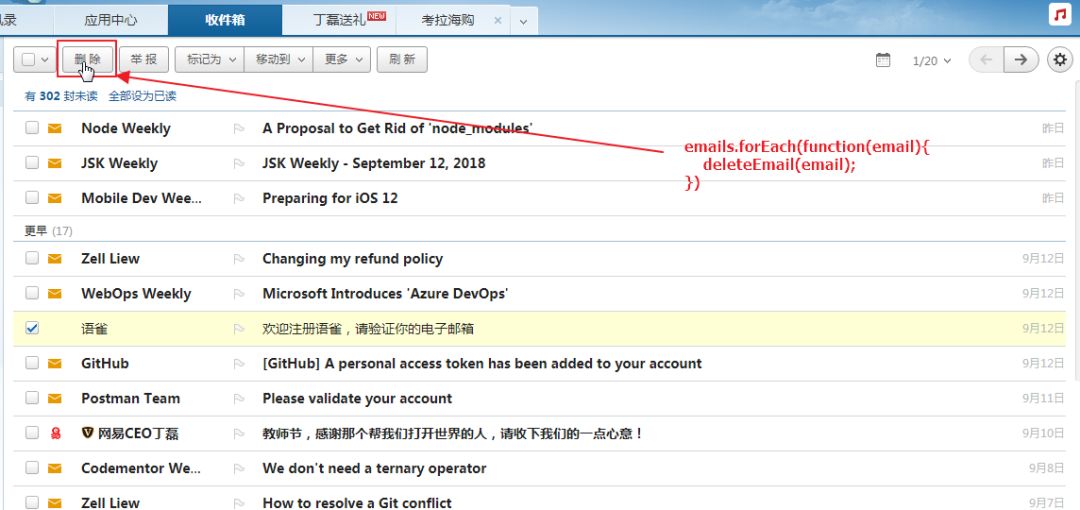 录 应用中心 收件箱 丁磊送礼 NEW 考拉海购 ×
删 除 举 报 标记为 移动到 更多 刷 新 1/20
有 302 封未读 全部设为已读
Node Weekly A Proposal to Get Rid of 'node_modules' 昨日
emails.forEach(function(email){
deleteEmail(email);
})
JSK Weekly JSK Weekly - September 12, 2018 昨日
Mobile Dev Wee... Preparing for iOS 12 昨日
更早 (17)
Zell Liew Changing my refund policy 9月12日
WebOps Weekly Microsoft Introduces 'Azure DevOps' 9月12日
语雀 欢迎注册语雀，请验证你的电子邮箱 9月12日
GitHub [GitHub] A personal access token has been added to your account 9月12日
Postman Team Please validate your account 9月11日
网易CEO丁磊 教师节，感谢那个帮我们打开世界的人，请收下我们的一点心意！ 9月10日
Codementor We... We don't need a ternary operator 9月8日
Zell Liew How to resolve a Git conflict 9月7日